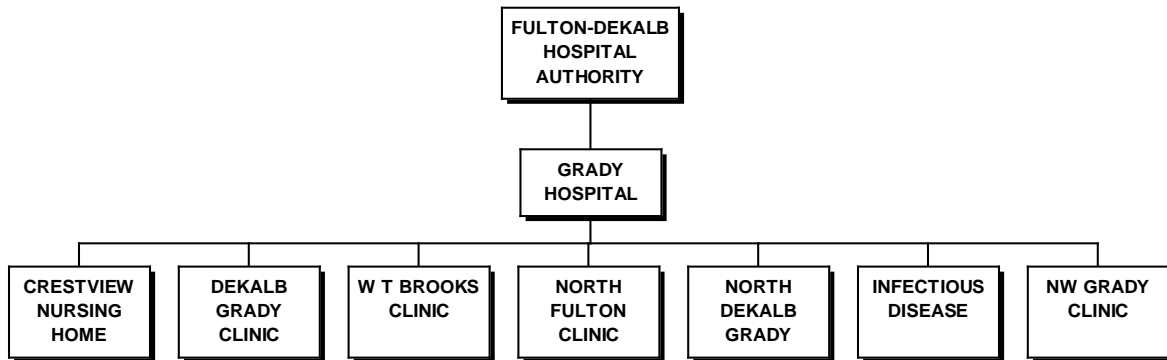 FULTON-DEKALB
HOSPITAL
AUTHORITY
GRADY
HOSPITAL
CRESTVIEW
NURSING
HOME
DEKALB
GRADY
CLINIC
W T BROOKS
CLINIC
NORTH
FULTON
CLINIC
NORTH
DEKALB
GRADY
INFECTIOUS
DISEASE
NW GRADY
CLINIC